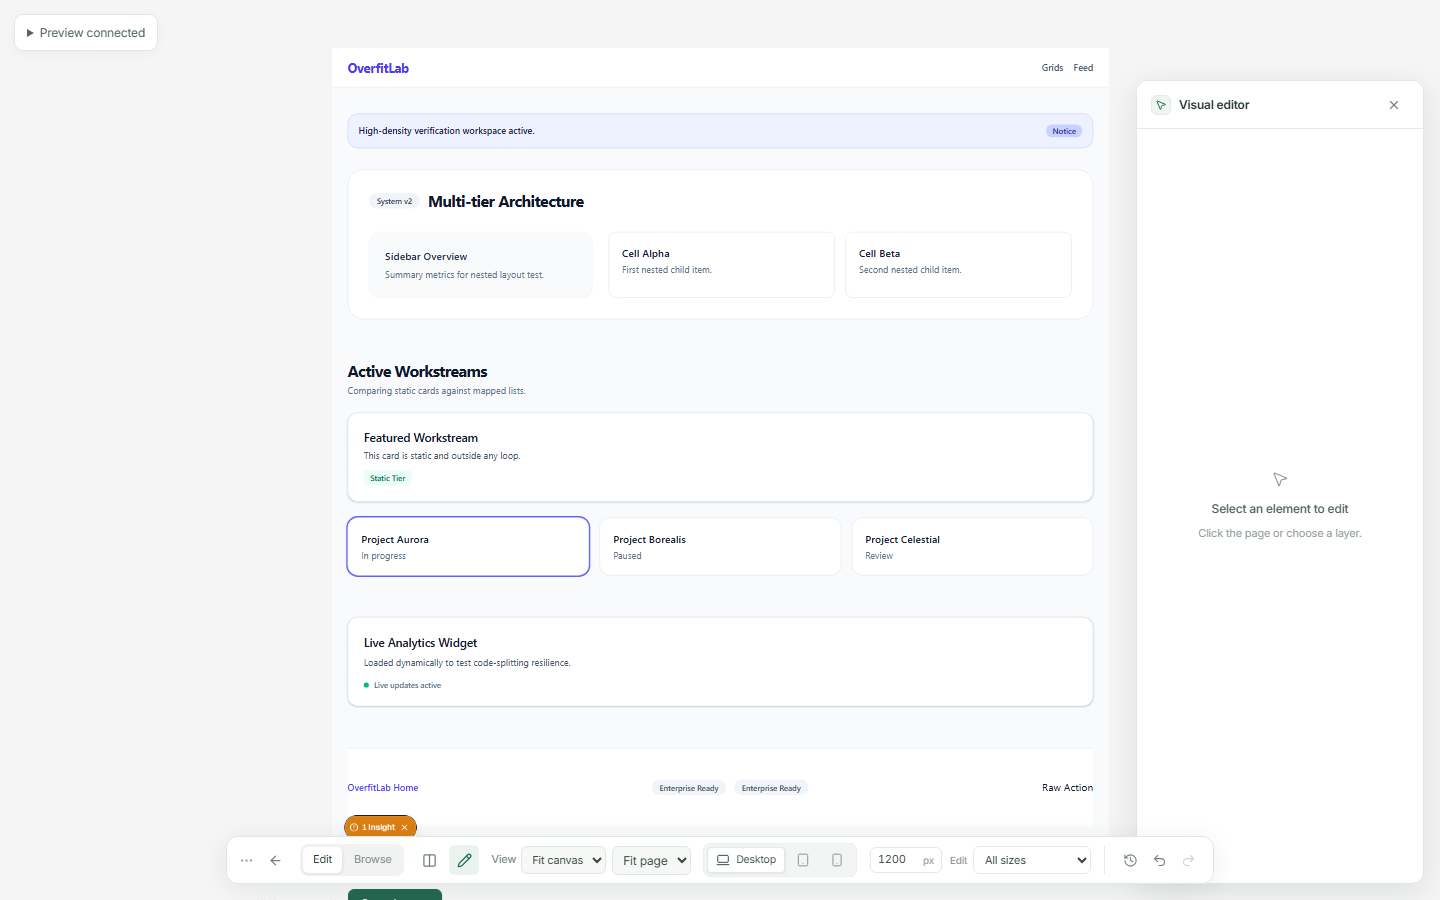 Preview connected
OverfitLab
Grids Feed
High-density verification workspace active.
Notice
System v2
Multi-tier Architecture
Sidebar Overview
Summary metrics for nested layout test.
Cell Alpha
First nested child item.
Cell Beta
Second nested child item.
Active Workstreams
Comparing static cards against mapped lists.
Featured Workstream
This card is static and outside any loop.
Static Tier
Project Aurora
In progress
Project Borealis
Paused
Project Celestial
Review
Live Analytics Widget
Loaded dynamically to test code-splitting resilience.
Live updates active
OverfitLab Home
Enterprise Ready
Enterprise Ready
Raw Action
1 Insight
Visual editor
Select an element to edit
Click the page or choose a layer.
Edit
Browse
View
Fit canvas
Fit page
Desktop
1200 px
Edit
All sizes